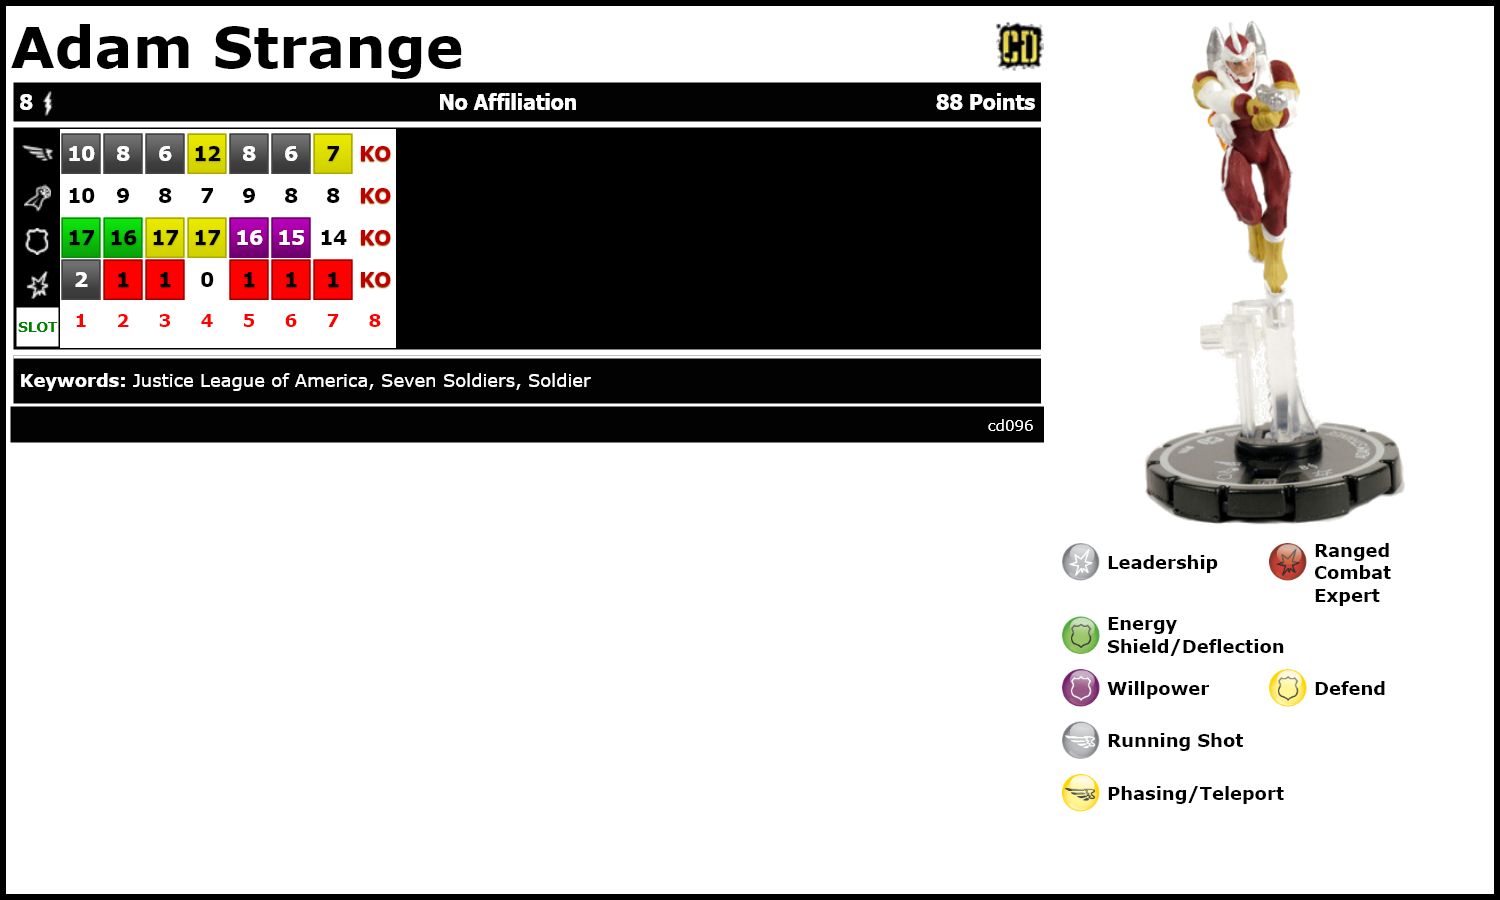 Adam Strange
CD
8 No Affiliation 88 Points
10 8 6 12 8 6 7 KO
10 9 8 7 9 8 8 KO
17 16 17 17 16 15 14 KO
2 1 1 0 1 1 1 KO
SLOT 1 2 3 4 5 6 7 8
Keywords: Justice League of America, Seven Soldiers, Soldier
cd096
Leadership
Ranged
Combat
Expert
Energy
Shield/Deflection
Willpower
Defend
Running Shot
Phasing/Teleport